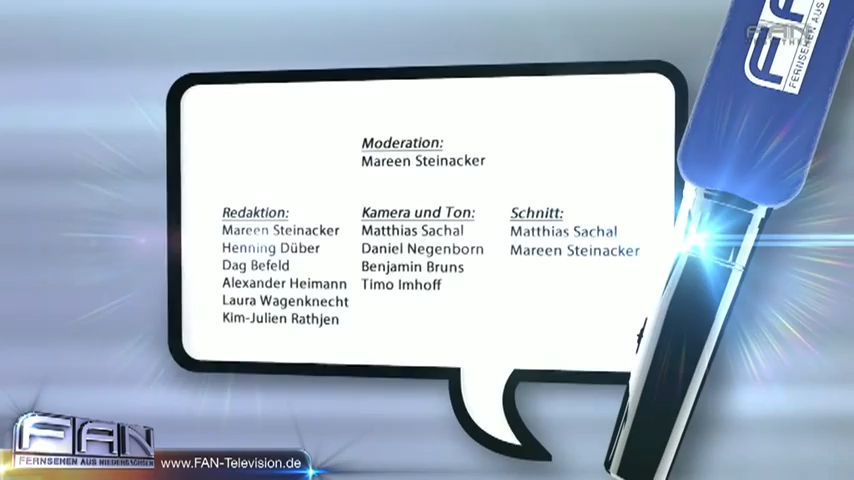 Moderation:
Mareen Steinacker
Redaktion:
Mareen Steinacker
Henning Düber
Dag Befeld
Alexander Heimann
Laura Wagenknecht
Kim-Julien Rathjen
Kamera und Ton:
Matthias Sachal
Daniel Negenborn
Benjamin Bruns
Timo Imhoff
Schnitt:
Matthias Sachal
Mareen Steinacker
FAN
FERNSEHEN AUS
FAN
FAN
FERNSEHEN AUS NIEDERSACHSEN
www.FAN-Television.de